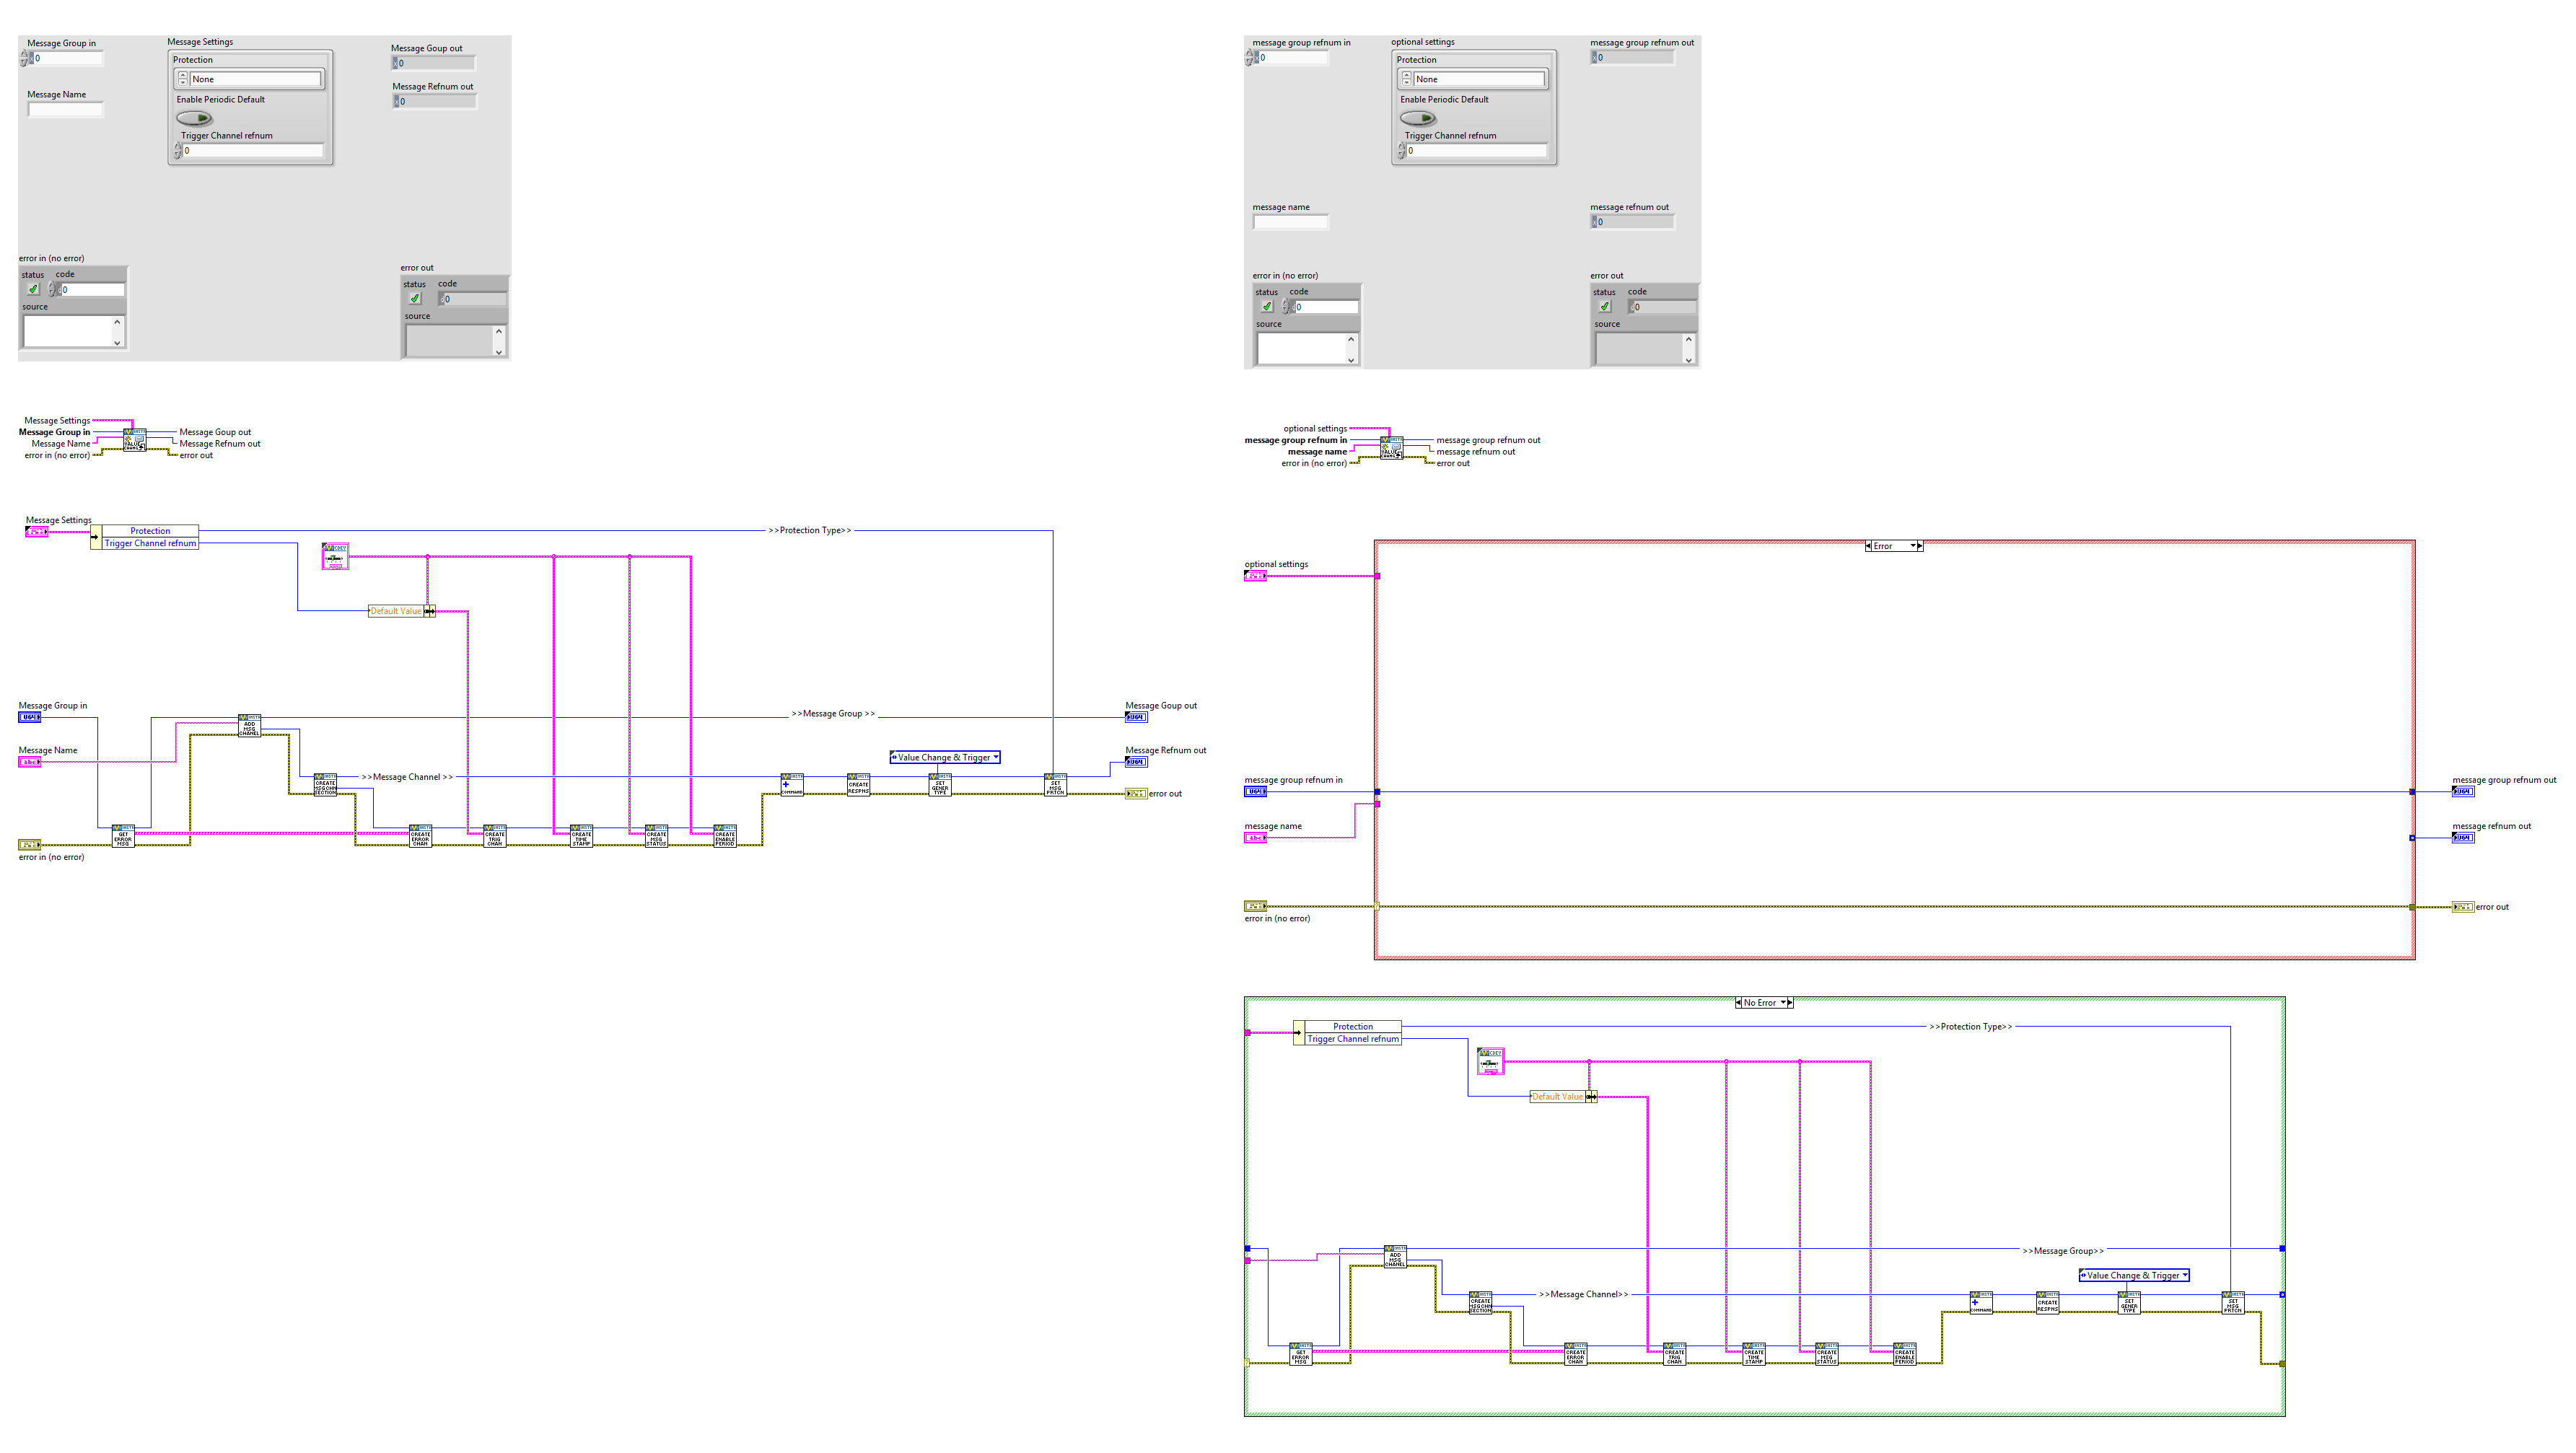 Message Group in
0
Message Name
Message Settings
Protection
None
Enable Periodic Default
Trigger Channel refnum
0
Message Goup out
0
Message Refnum out
0
error in (no error)
status code
0
source
error out
status code
0
source
message group refnum in
0
optional settings
Protection
None
Enable Periodic Default
Trigger Channel refnum
0
message group refnum out
0
message name
message refnum out
0
error in (no error)
status code
0
source
error out
status code
0
source
Message Settings
Message Group in
Message Name
error in (no error)
Message Goup out
Message Refnum out
error out
optional settings
message group refnum in
message name
error in (no error)
message group refnum out
message refnum out
error out
Message Settings
Protection
Trigger Channel refnum
>>Protection Type>>
Default Value
Message Group in
U64
ADD
MSG
CHANEL
>>Message Group >>
Message Goup out
U64
Message Name
abc
Value Change & Trigger
Message Refnum out
U64
CREATE
MSGCHN
SECTION
>>Message Channel >>
COMMAND
CREATE
RESPNS
SET
GENER
TYPE
SET
MSG
PRTCN
error out
GET
ERROR
MSG
CREATE
ERROR
CHAN
CREATE
TRIG
CHAN
CREATE
TIME
STAMP
CREATE
MSG
STATUS
CREATE
ENABLE
PERIOD
error in (no error)
Error
optional settings
message group refnum in
U64
message group refnum out
U64
message name
abc
message refnum out
U64
error in (no error)
error out
No Error
Protection
Trigger Channel refnum
>>Protection Type>>
Default Value
ADD
MSG
CHANEL
>>Message Group>>
Value Change & Trigger
CREATE
MSGCHN
SECTION
>>Message Channel>>
COMMAND
CREATE
RESPNS
SET
GENER
TYPE
SET
MSG
PRTCN
GET
ERROR
MSG
CREATE
ERROR
CHAN
CREATE
TRIG
CHAN
CREATE
TIME
STAMP
CREATE
MSG
STATUS
CREATE
ENABLE
PERIOD